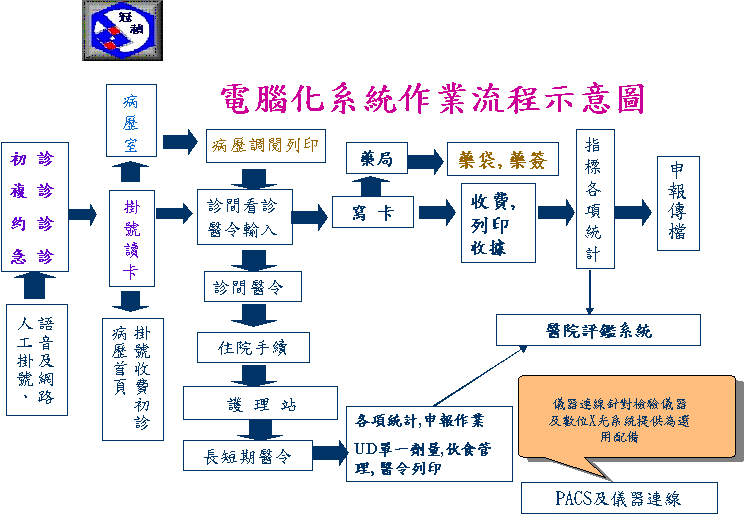 冠禎
電腦化系統作業流程示意圖
病歷室
病歷調閱列印
初 診
複 診
約 診
急 診
掛號讀卡
診間看診
醫令輸入
藥局
藥袋,藥簽
寫 卡
收費,
列印
收據
指標各項統計
申報傳檔
語音及網路
人工掛號、
掛號收費初診
病歷首頁
診間醫令
住院手續
護 理 站
長短期醫令
各項統計,申報作業
UD單一劑量,飲食管
理,醫令列印
醫院評鑑系統
儀器連線針對檢驗儀器
及數位X光系統提供為選
用配備
PACS及儀器連線